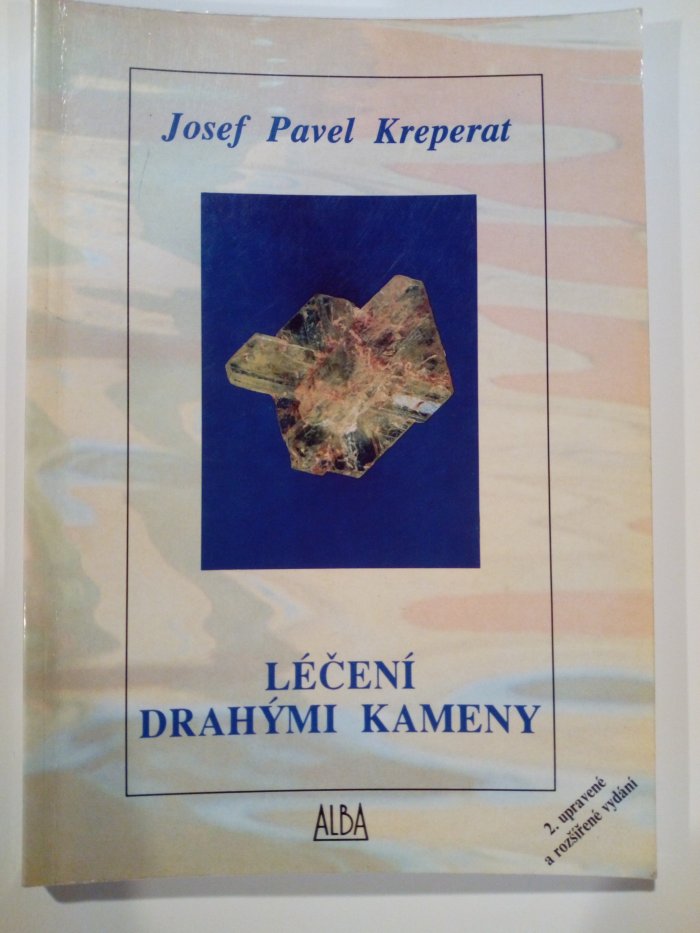 Josef Pavel Kreperat
LÉČENÍ
DRAHÝMI KAMENY
ALBA
2. upravené
a rozšířené vydání